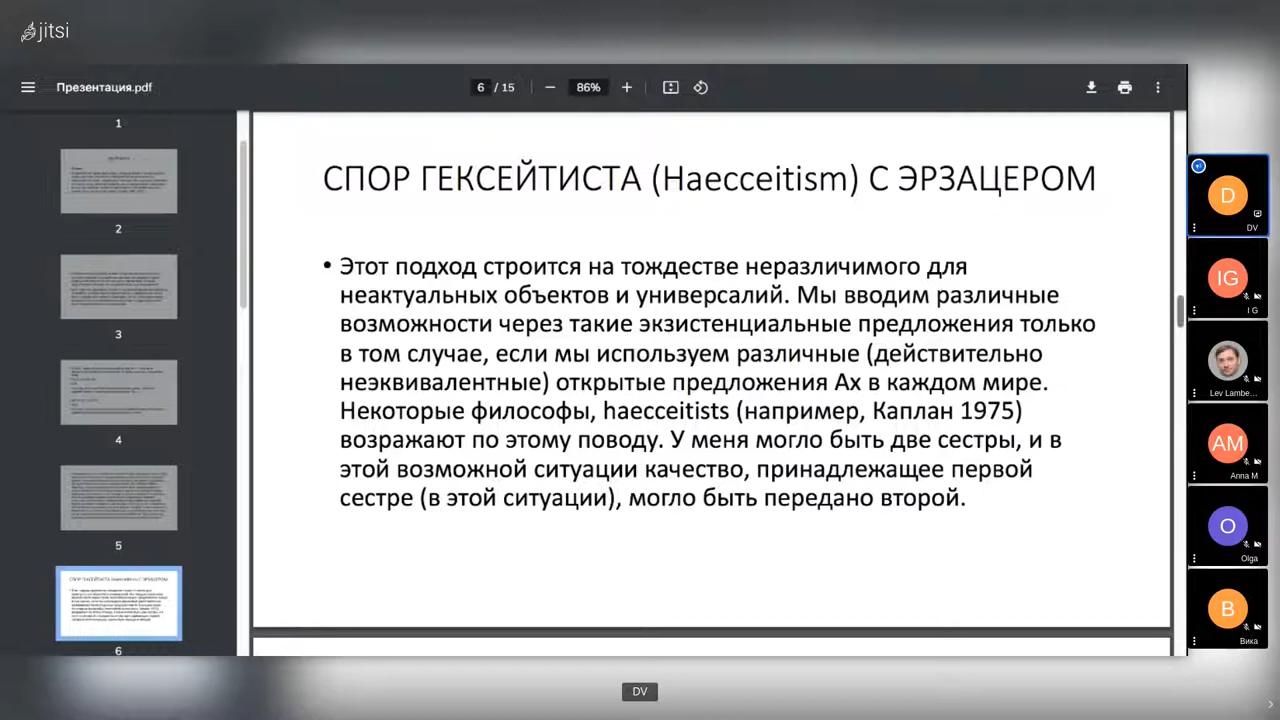 jitsi
Презентация.pdf
6 / 15
86%
1
2
3
4
5
6
СПОР ГЕКСЕЙТИСТА (Haecceitism) С ЭРЗАЦЕРОМ
• Этот подход строится на тождестве неразличимого для
неактуальных объектов и универсалий. Мы вводим различные
возможности через такие экзистенциальные предложения только
в том случае, если мы используем различные (действительно
неэквивалентные) открытые предложения Ax в каждом мире.
Некоторые философы, haecceitists (например, Каплан 1975)
возражают по этому поводу. У меня могло быть две сестры, и в
этой возможной ситуации качество, принадлежащее первой
сестре (в этой ситуации), могло быть передано второй.
D
DV
IG
I G
Lev Lambe...
AM
Anna M
O
Olga
В
Вика
DV